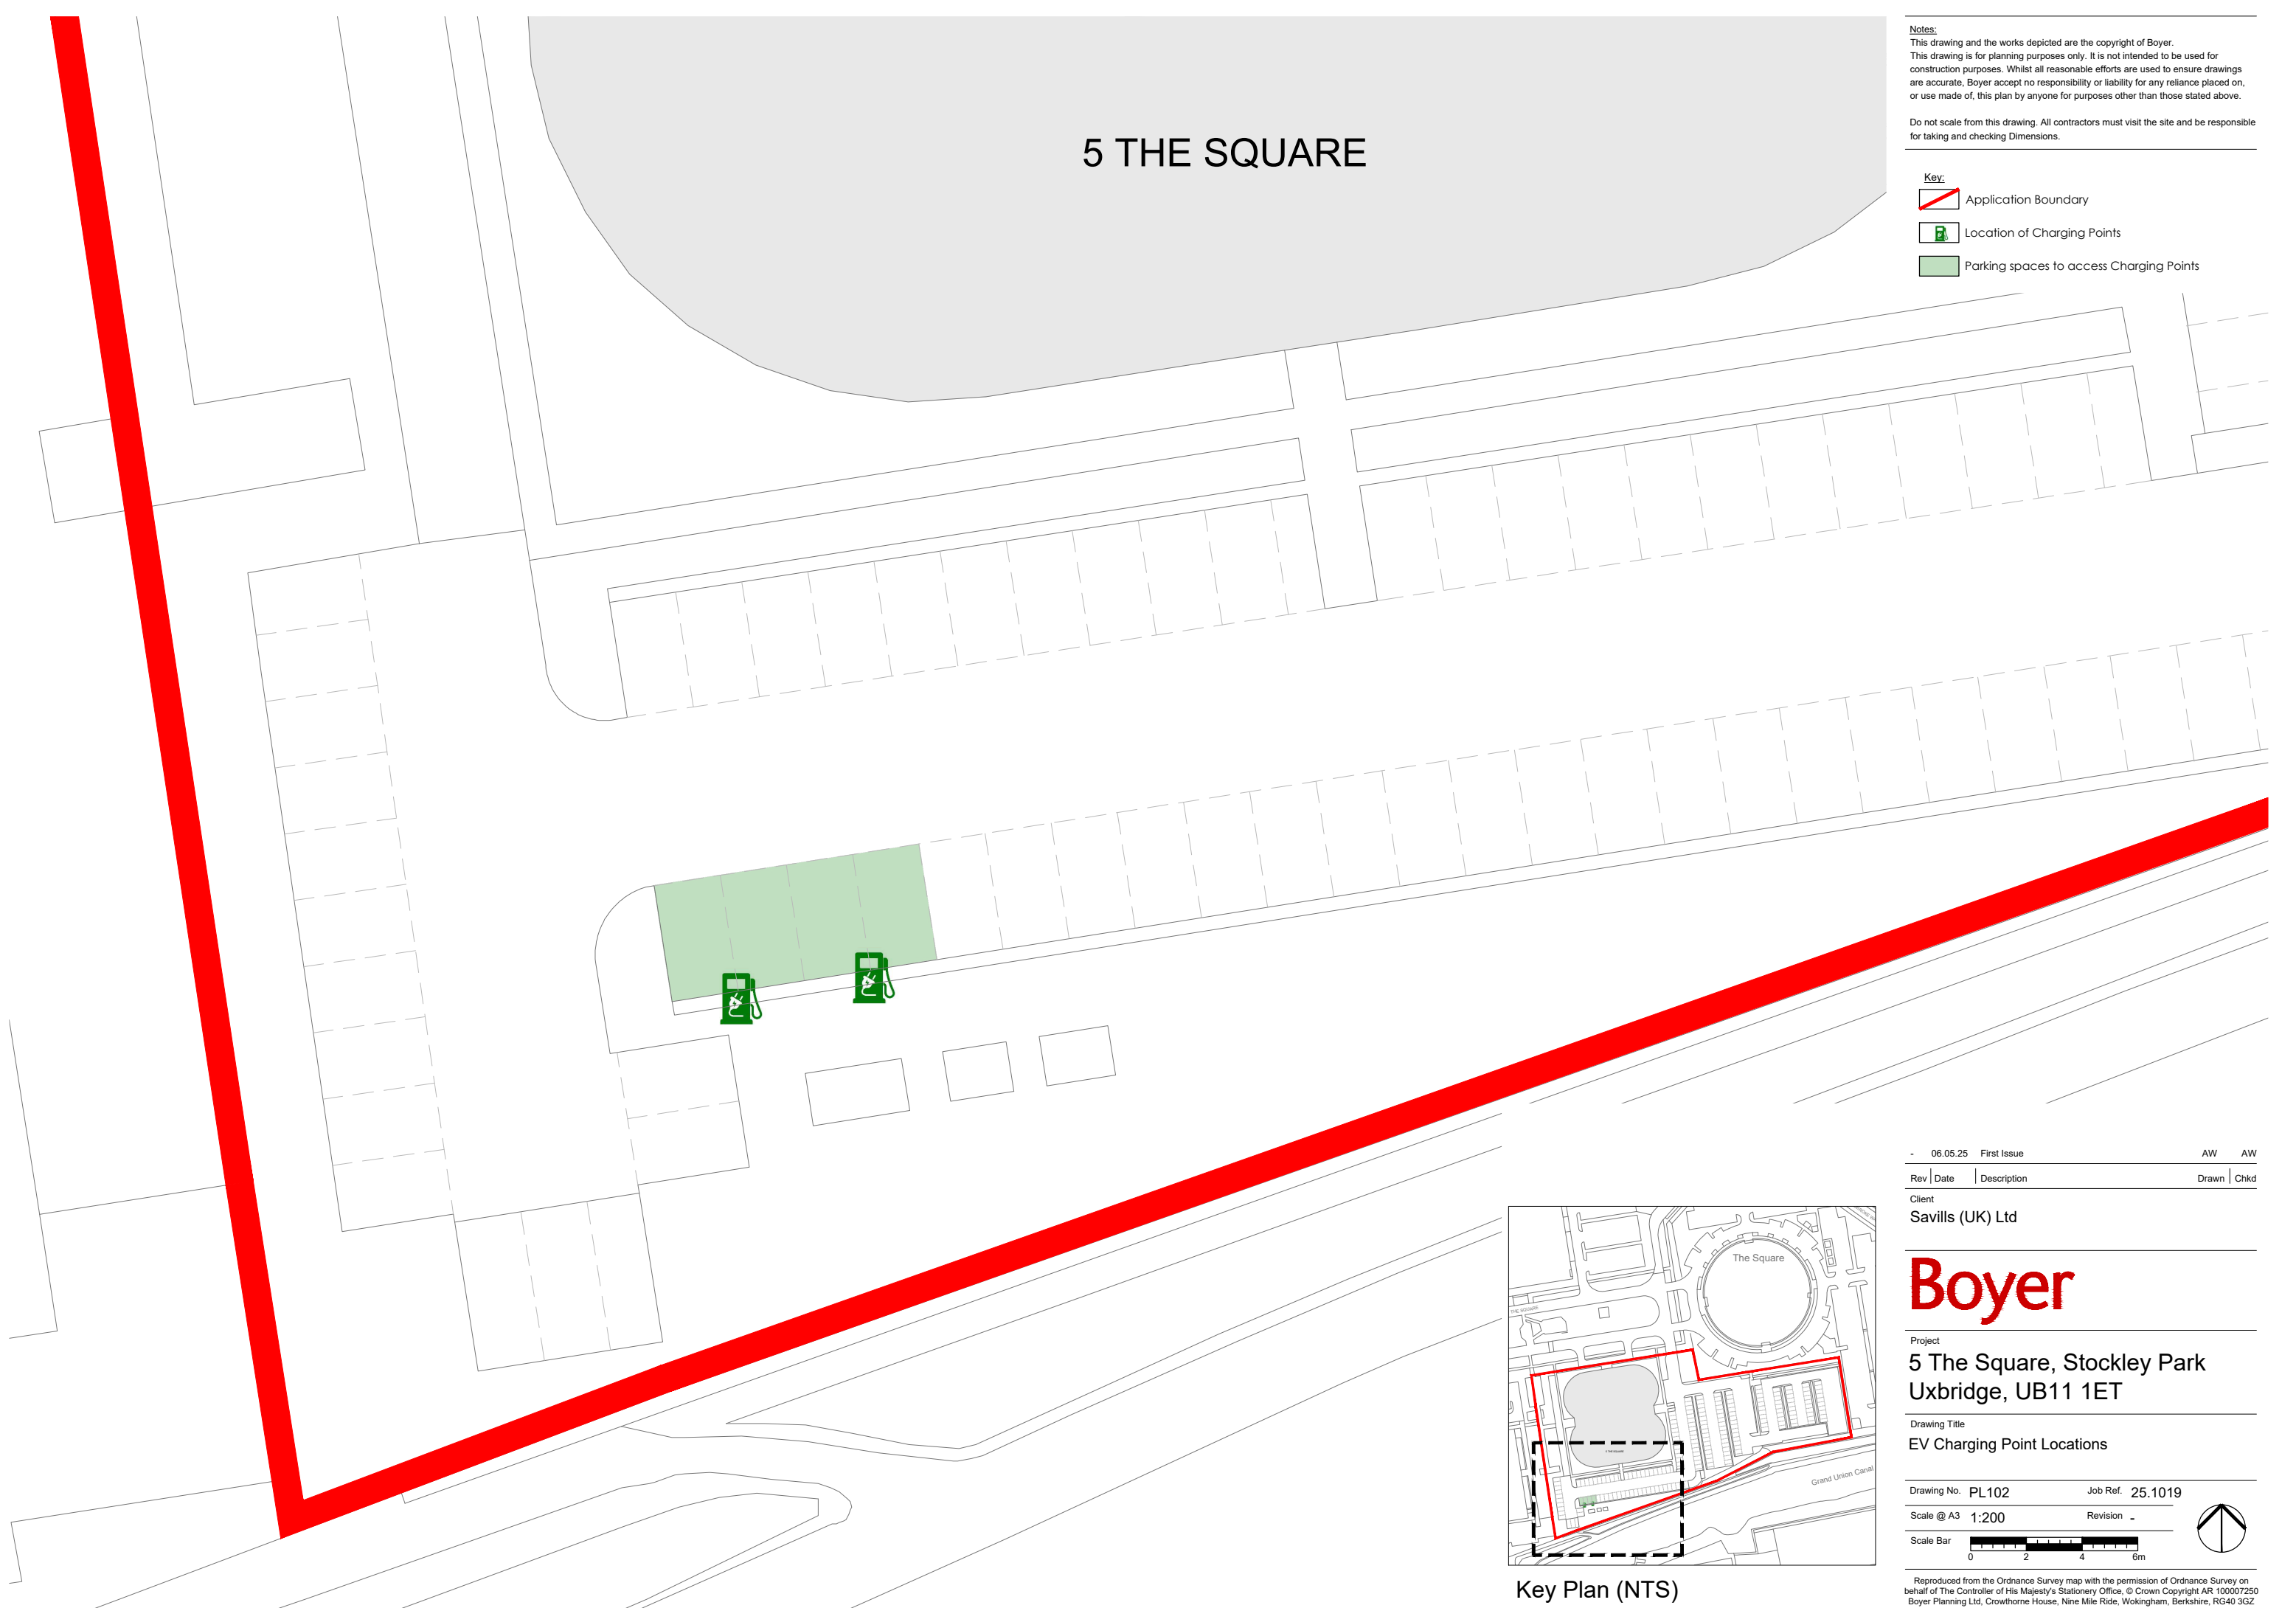 5 THE SQUARE
Notes:
This drawing and the works depicted are the copyright of Boyer.
This drawing is for planning purposes only. It is not intended to be used for
construction purposes. Whilst all reasonable efforts are used to ensure drawings
are accurate, Boyer accept no responsibility or liability for any reliance placed on,
or use made of, this plan by anyone for purposes other than those stated above.
Do not scale from this drawing. All contractors must visit the site and be responsible
for taking and checking Dimensions.
Key:
Application Boundary
Location of Charging Points
Parking spaces to access Charging Points
- 06.05.25 First Issue AW AW
Rev Date Description Drawn Chkd
Client
Savills (UK) Ltd
Boyer
Project
5 The Square, Stockley Park
Uxbridge, UB11 1ET
Drawing Title
EV Charging Point Locations
Drawing No. PL102 Job Ref. 25.1019
Scale @ A3 1:200 Revision -
Scale Bar
0 2 4 6m
Reproduced from the Ordnance Survey map with the permission of Ordnance Survey on
behalf of The Controller of His Majesty's Stationery Office, © Crown Copyright AR 100007250
Boyer Planning Ltd, Crowthorne House, Nine Mile Ride, Wokingham, Berkshire, RG40 3GZ
The Square
THE SQUARE
Grand Union Canal
Key Plan (NTS)